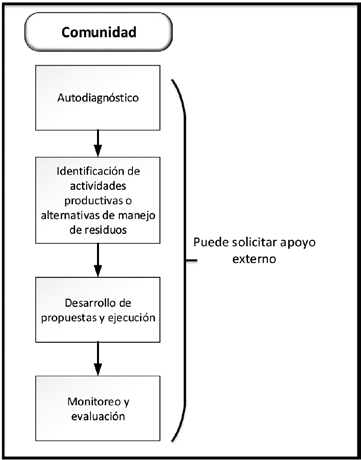 Comunidad
Autodiagnóstico
Identificación de
actividades
productivas o
alternativas de manejo
de residuos
Desarrollo de
propuestas y ejecución
Monitoreo y
evaluación
Puede solicitar apoyo
externo